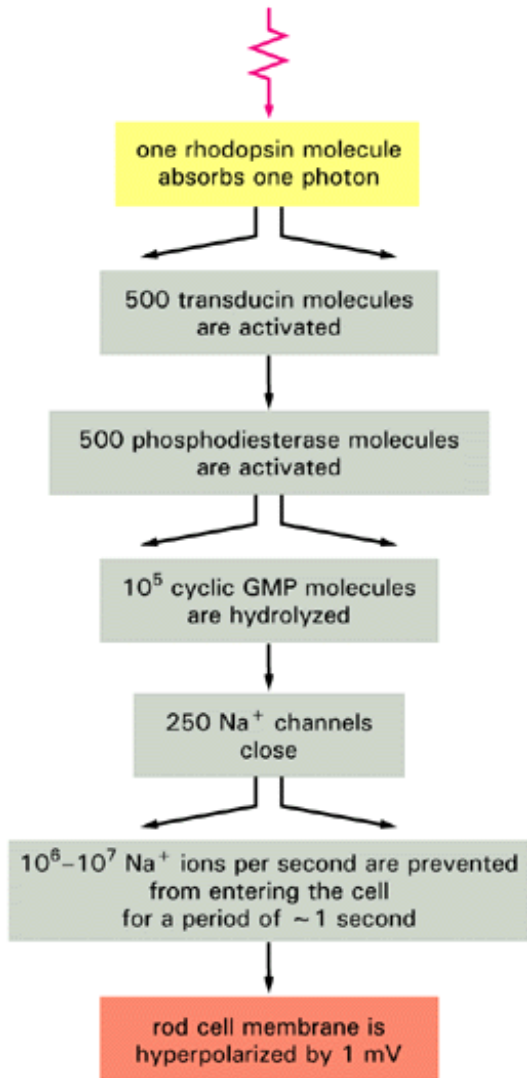 one rhodopsin molecule
absorbs one photon
500 transducin molecules
are activated
500 phosphodiesterase molecules
are activated
10⁵ cyclic GMP molecules
are hydrolyzed
250 Na⁺ channels
close
10⁶–10⁷ Na⁺ ions per second are prevented
from entering the cell
for a period of ~1 second
rod cell membrane is
hyperpolarized by 1 mV